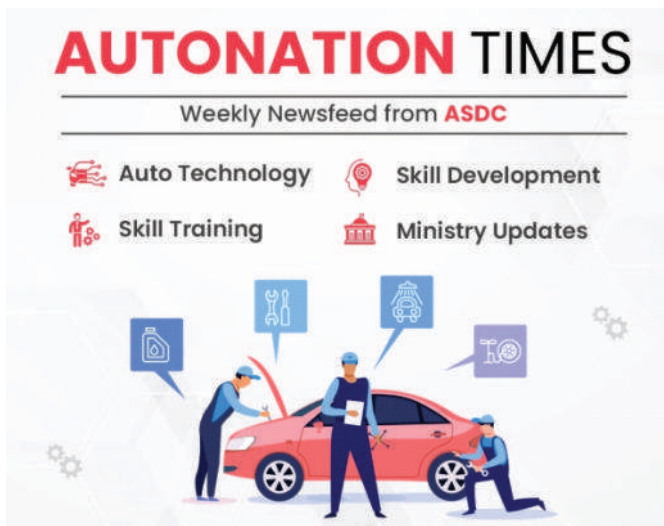 AUTONATION TIMES
Weekly Newsfeed from ASDC
Auto Technology
Skill Development
Skill Training
Ministry Updates